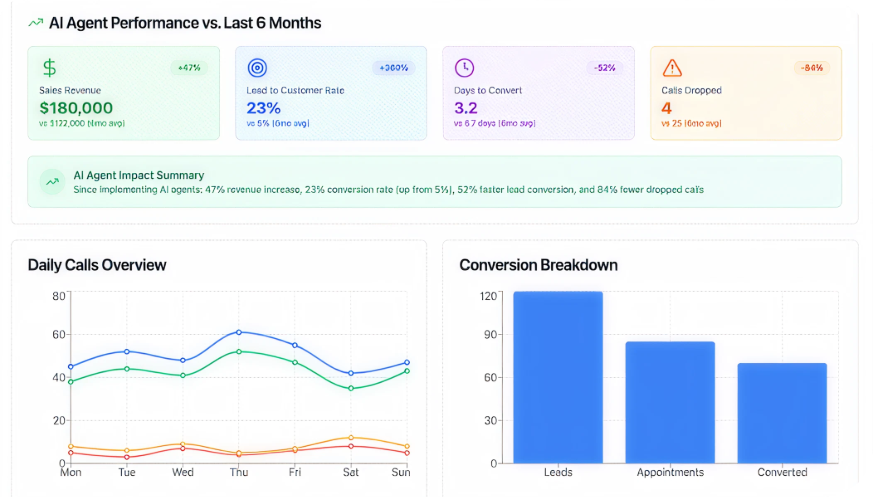 AI Agent Performance vs. Last 6 Months
+47%
Sales Revenue
$180,000
vs $122,000 (6mo avg)
+360%
Lead to Customer Rate
23%
vs 5% (6mo avg)
-52%
Days to Convert
3.2
vs 6.7 days (6mo avg)
-84%
Calls Dropped
4
vs 25 (6mo avg)
AI Agent Impact Summary
Since implementing AI agents: 47% revenue increase, 23% conversion rate (up from 5%), 52% faster lead conversion, and 84% fewer dropped calls
Daily Calls Overview
80
60
40
20
0
Mon Tue Wed Thu Fri Sat Sun
Conversion Breakdown
120
90
60
30
0
Leads Appointments Converted